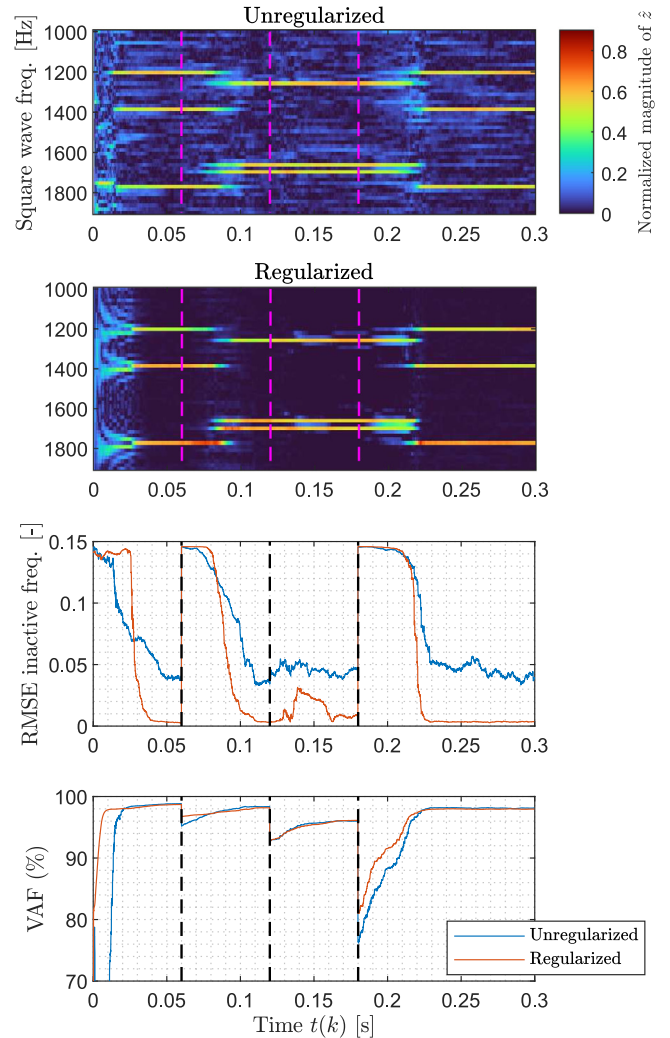 Unregularized
Square wave freq. [Hz]
1000
1200
1400
1600
1800
0 0.05 0.1 0.15 0.2 0.25 0.3
0.8
0.6
0.4
0.2
0
Normalized magnitude of ẑ
Regularized
1000
1200
1400
1600
1800
0 0.05 0.1 0.15 0.2 0.25 0.3
RMSE inactive freq. [-]
0.15
0.1
0.05
0
0 0.05 0.1 0.15 0.2 0.25 0.3
VAF (%)
100
90
80
70
Unregularized
Regularized
0 0.05 0.1 0.15 0.2 0.25 0.3
Time t(k) [s]